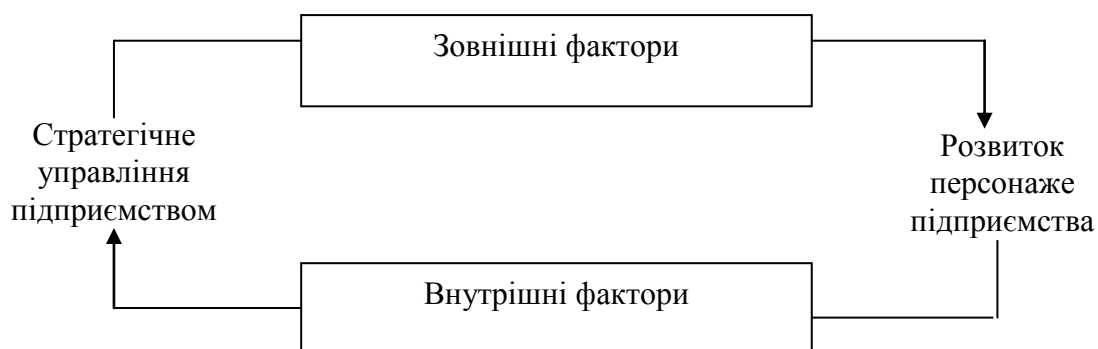 Зовнішні фактори
Стратегічне
управління
підприємством
Розвиток
персонаже
підприємства
Внутрішні фактори